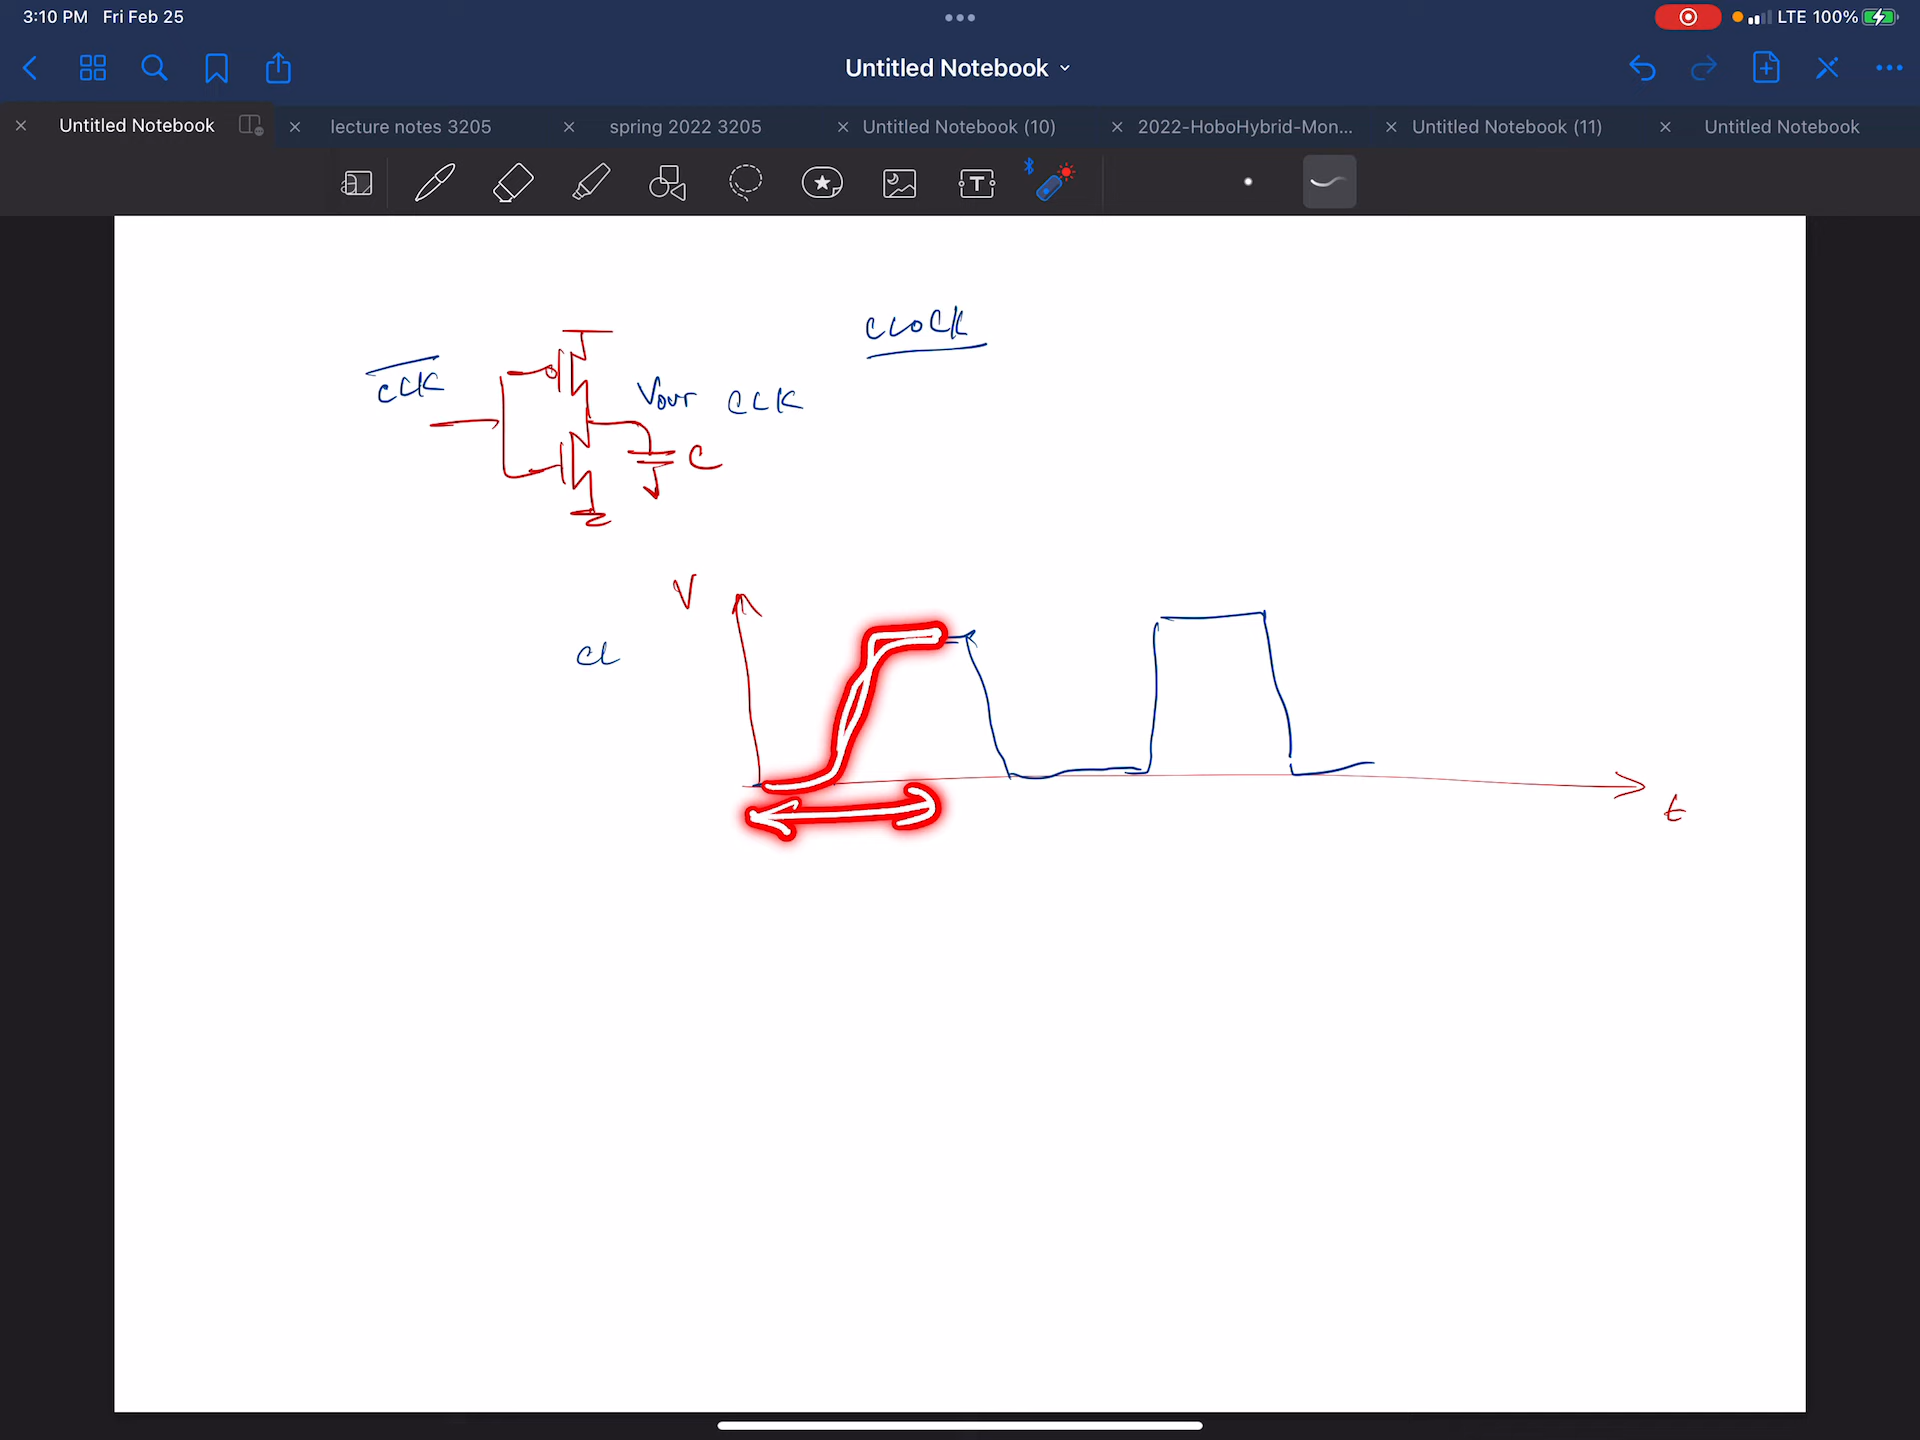 3:10 PM Fri Feb 25
LTE 100%
Untitled Notebook
Untitled Notebook
lecture notes 3205
spring 2022 3205
Untitled Notebook (10)
2022-HoboHybrid-Mon...
Untitled Notebook (11)
Untitled Notebook
T
CLOCK
CLK
VOUT CLK
C
V
CL
t